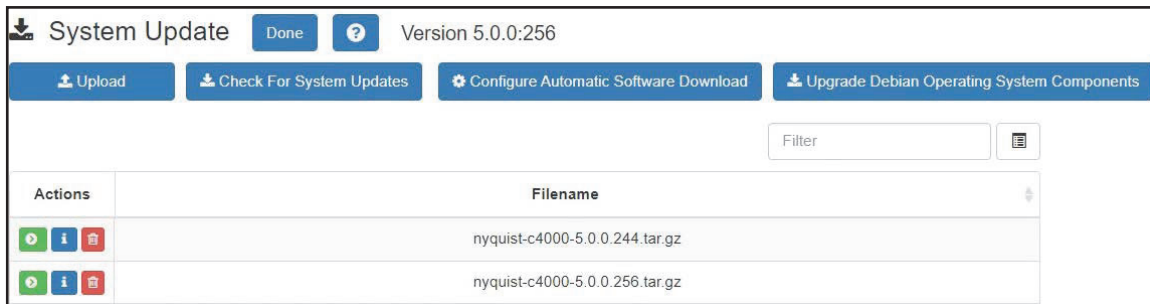 System Update Done Version 5.0.0:256
Upload Check For System Updates Configure Automatic Software Download Upgrade Debian Operating System Components
Filter
Actions Filename
nyquist-c4000-5.0.0.244.tar.gz
nyquist-c4000-5.0.0.256.tar.gz